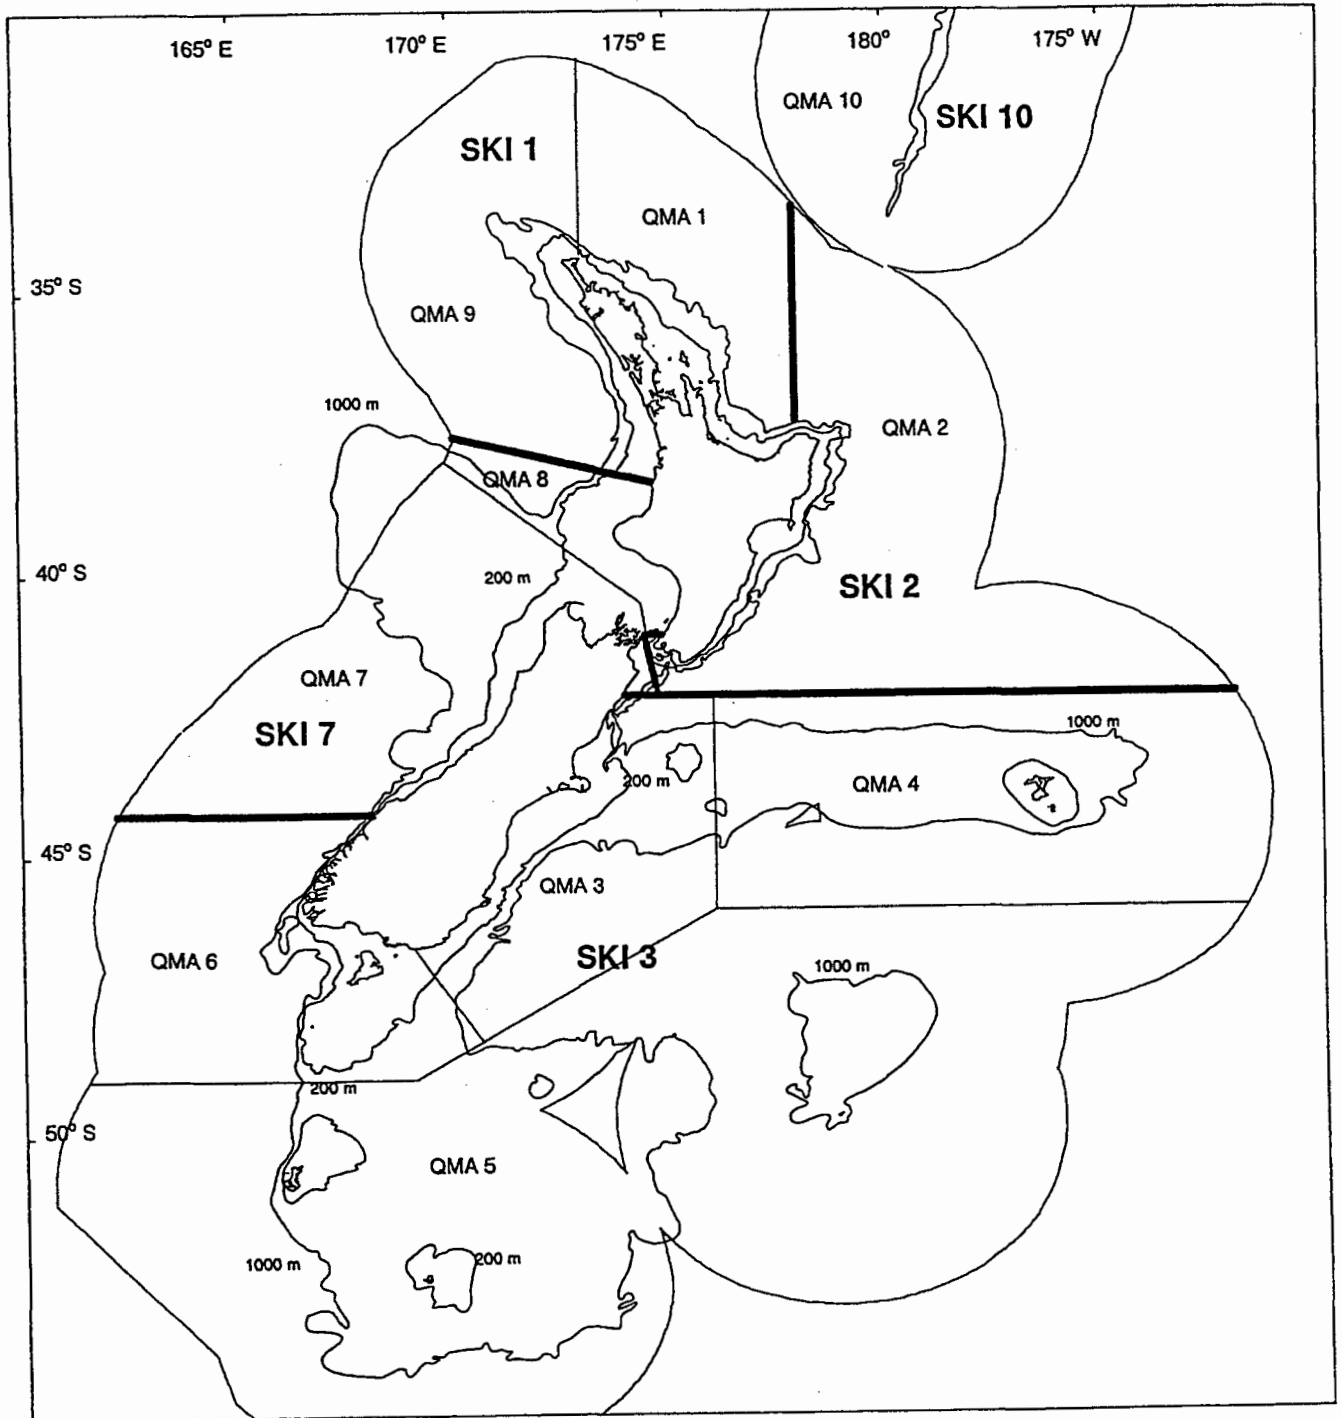 165° E
170° E
175° E
180°
175° W
QMA 10
SKI 10
SKI 1
QMA 1
35° S
QMA 9
1000 m
QMA 2
QMA 8
40° S
200 m
SKI 2
QMA 7
SKI 7
1000 m
200 m
QMA 4
45° S
QMA 3
QMA 6
SKI 3
1000 m
200 m
50° S
QMA 5
1000 m
200 m